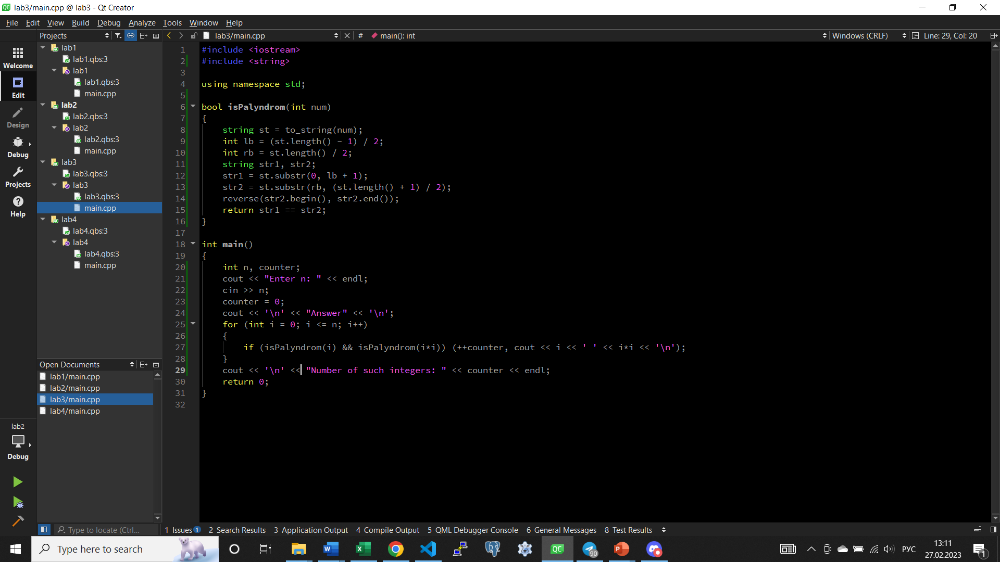 lab3/main.cpp @ lab3 - Qt Creator
File Edit View Build Debug Analyze Tools Window Help
Projects
lab3/main.cpp
# main(): int
Windows (CRLF)
Line: 29, Col: 20
Welcome
Edit
Design
Debug
Projects
Help
lab1
lab1.qbs:3
lab1
lab1.qbs:3
main.cpp
lab2
lab2.qbs:3
lab2
lab2.qbs:3
main.cpp
lab3
lab3.qbs:3
lab3
lab3.qbs:3
main.cpp
lab4
lab4.qbs:3
lab4
lab4.qbs:3
main.cpp
Open Documents
lab1/main.cpp
lab2/main.cpp
lab3/main.cpp
lab4/main.cpp
lab2
Debug
1 #include <iostream>
2 #include <string>
3
4 using namespace std;
5
6 bool isPalyndrom(int num)
7 {
8 string st = to_string(num);
9 int lb = (st.length() - 1) / 2;
10 int rb = st.length() / 2;
11 string str1, str2;
12 str1 = st.substr(0, lb + 1);
13 str2 = st.substr(rb, (st.length() + 1) / 2);
14 reverse(str2.begin(), str2.end());
15 return str1 == str2;
16 }
17
18 int main()
19 {
20 int n, counter;
21 cout << "Enter n: " << endl;
22 cin >> n;
23 counter = 0;
24 cout << '\n' << "Answer" << '\n';
25 for (int i = 0; i <= n; i++)
26 {
27 if (isPalyndrom(i) && isPalyndrom(i*i)) (++counter, cout << i << ' ' << i*i << '\n');
28 }
29 cout << '\n' << "Number of such integers: " << counter << endl;
30 return 0;
31 }
32
Type to locate (Ctrl...
1 Issues 1
2 Search Results
3 Application Output
4 Compile Output
5 QML Debugger Console
6 General Messages
8 Test Results
Type here to search
QC
90
РУС
13:11
27.02.2023
1